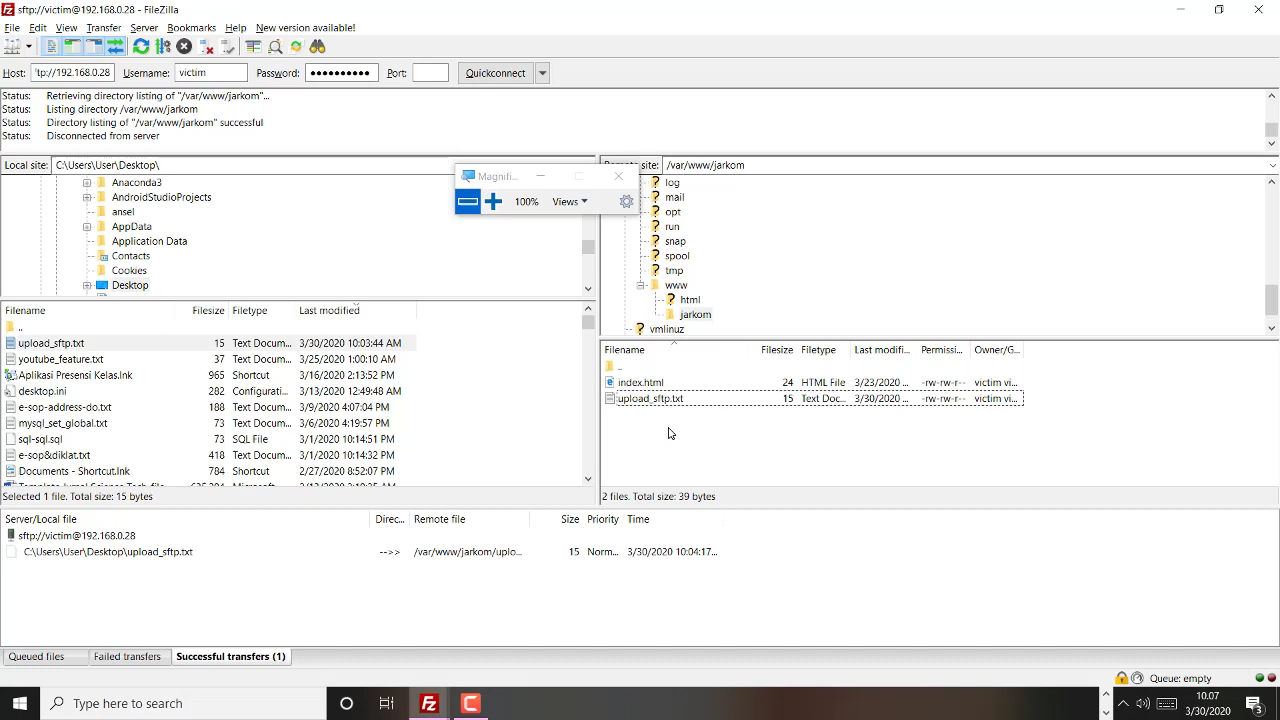 sftp://victim@192.168.0.28 - FileZilla
File Edit View Transfer Server Bookmarks Help New version available!
Host: 'tp://192.168.0.28 Username: victim Password: •••••••••• Port: Quickconnect
Status: Retrieving directory listing of "/var/www/jarkom"...
Status: Listing directory /var/www/jarkom
Status: Directory listing of "/var/www/jarkom" successful
Status: Disconnected from server
Local site: C:\Users\User\Desktop\
Anaconda3
AndroidStudioProjects
ansel
AppData
Application Data
Contacts
Cookies
Desktop
Magnifi...
100% Views
site: /var/www/jarkom
log
mail
opt
run
snap
spool
tmp
www
html
jarkom
vmlinuz
Filename Filesize Filetype Last modified
..
upload_sftp.txt 15 Text Docum... 3/30/2020 10:03:44 AM
youtube_feature.txt 37 Text Docum... 3/25/2020 1:00:10 AM
Aplikasi Presensi Kelas.lnk 965 Shortcut 3/16/2020 2:13:52 PM
desktop.ini 282 Configurati... 3/13/2020 12:49:48 AM
e-sop-address-do.txt 188 Text Docum... 3/9/2020 4:07:04 PM
mysql_set_global.txt 73 Text Docum... 3/6/2020 4:19:57 PM
sql-sql.sql 73 SQL File 3/1/2020 10:14:51 PM
e-sop&diklat.txt 418 Text Docum... 3/1/2020 10:14:32 PM
Documents - Shortcut.lnk 784 Shortcut 2/27/2020 8:52:07 PM
Selected 1 file. Total size: 15 bytes
Filename Filesize Filetype Last modifi... Permissi... Owner/G...
..
index.html 24 HTML File 3/23/2020 ... -rw-rw-r-- victim vi...
upload_sftp.txt 15 Text Doc... 3/30/2020 ... -rw-rw-r-- victim vi...
2 files. Total size: 39 bytes
Server/Local file Direc... Remote file Size Priority Time
sftp://victim@192.168.0.28
C:\Users\User\Desktop\upload_sftp.txt -->> /var/www/jarkom/uplo... 15 Norm... 3/30/2020 10:04:17...
Queued files Failed transfers Successful transfers (1)
Queue: empty
Type here to search
10.07
3/30/2020
3